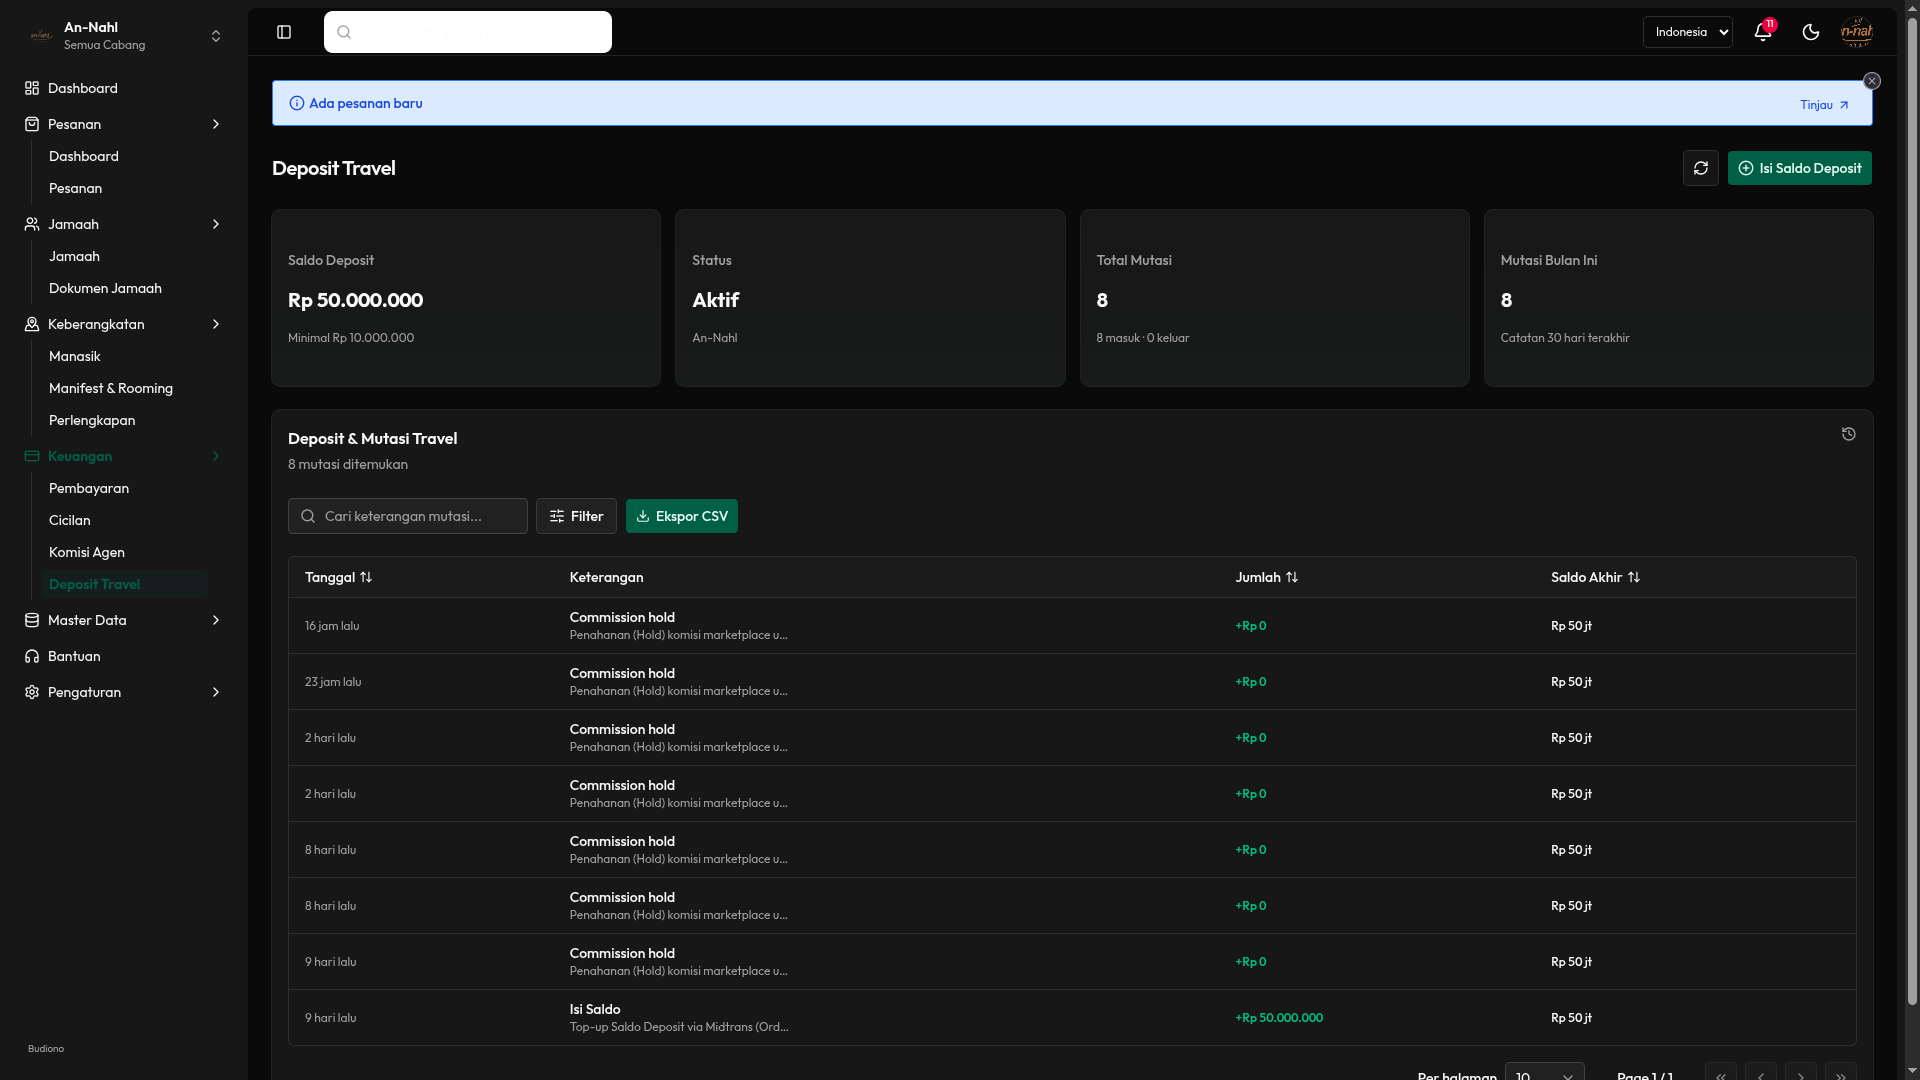 An-Nahl
Semua Cabang
Dashboard
Pesanan
Dashboard
Pesanan
Jamaah
Jamaah
Dokumen Jamaah
Keberangkatan
Manasik
Manifest & Rooming
Perlengkapan
Keuangan
Pembayaran
Cicilan
Komisi Agen
Deposit Travel
Master Data
Bantuan
Pengaturan
Budiono
Indonesia
11
Ada pesanan baru
Tinjau
Deposit Travel
Isi Saldo Deposit
Saldo Deposit
Rp 50.000.000
Minimal Rp 10.000.000
Status
Aktif
An-Nahl
Total Mutasi
8
8 masuk · 0 keluar
Mutasi Bulan Ini
8
Catatan 30 hari terakhir
Deposit & Mutasi Travel
8 mutasi ditemukan
Cari keterangan mutasi...
Filter
Ekspor CSV
Tanggal Keterangan Jumlah Saldo Akhir
16 jam lalu Commission hold +Rp 0 Rp 50 jt
Penahanan (Hold) komisi marketplace u...
23 jam lalu Commission hold +Rp 0 Rp 50 jt
Penahanan (Hold) komisi marketplace u...
2 hari lalu Commission hold +Rp 0 Rp 50 jt
Penahanan (Hold) komisi marketplace u...
2 hari lalu Commission hold +Rp 0 Rp 50 jt
Penahanan (Hold) komisi marketplace u...
8 hari lalu Commission hold +Rp 0 Rp 50 jt
Penahanan (Hold) komisi marketplace u...
8 hari lalu Commission hold +Rp 0 Rp 50 jt
Penahanan (Hold) komisi marketplace u...
9 hari lalu Commission hold +Rp 0 Rp 50 jt
Penahanan (Hold) komisi marketplace u...
9 hari lalu Isi Saldo +Rp 50.000.000 Rp 50 jt
Top-up Saldo Deposit via Midtrans (Ord...
Per halaman 10 Page 1 / 1